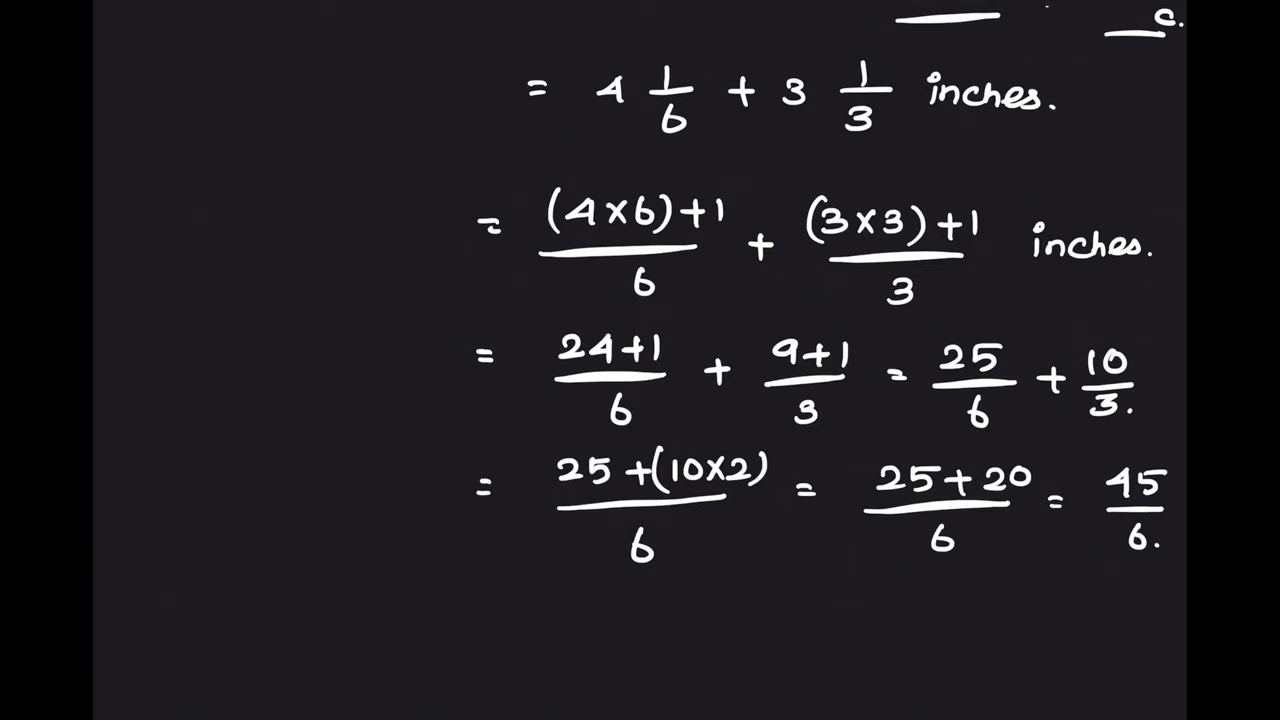 c.
= 4 1/6 + 3 1/3 inches.
= (4×6)+1/6 + (3×3)+1/3 inches.
= 24+1/6 + 9+1/3 = 25/6 + 10/3.
= 25+(10×2)/6 = 25+20/6 = 45/6.